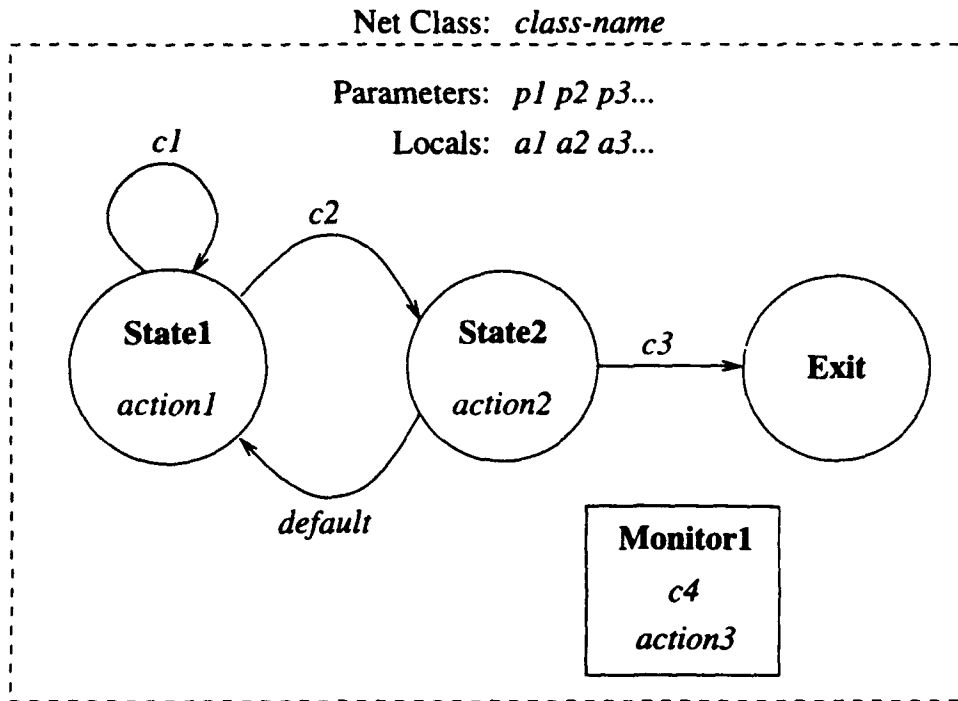 Net Class: class-name
Parameters: p1 p2 p3...
Locals: a1 a2 a3...
c1
c2
State1
action1
State2
action2
c3
Exit
default
Monitor1
c4
action3